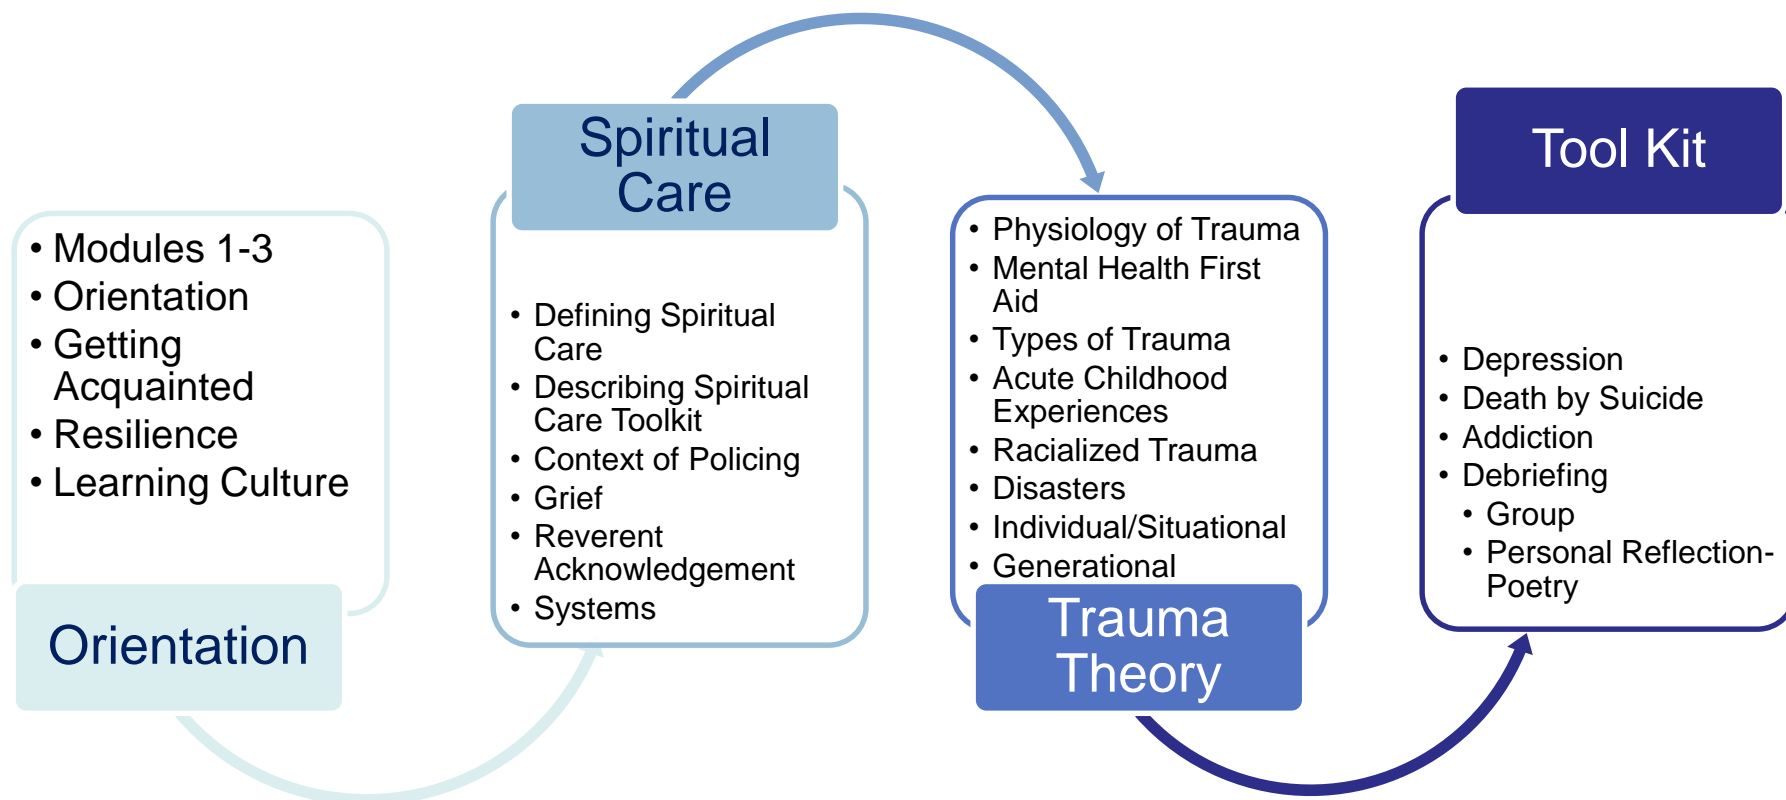 • Modules 1-3
• Orientation
• Getting
Acquainted
• Resilience
• Learning Culture
Orientation
Spiritual
Care
• Defining Spiritual
Care
• Describing Spiritual
Care Toolkit
• Context of Policing
• Grief
• Reverent
Acknowledgement
• Systems
• Physiology of Trauma
• Mental Health First
Aid
• Types of Trauma
• Acute Childhood
Experiences
• Racialized Trauma
• Disasters
• Individual/Situational
• Generational
Trauma
Theory
Tool Kit
• Depression
• Death by Suicide
• Addiction
• Debriefing
• Group
• Personal Reflection-
Poetry